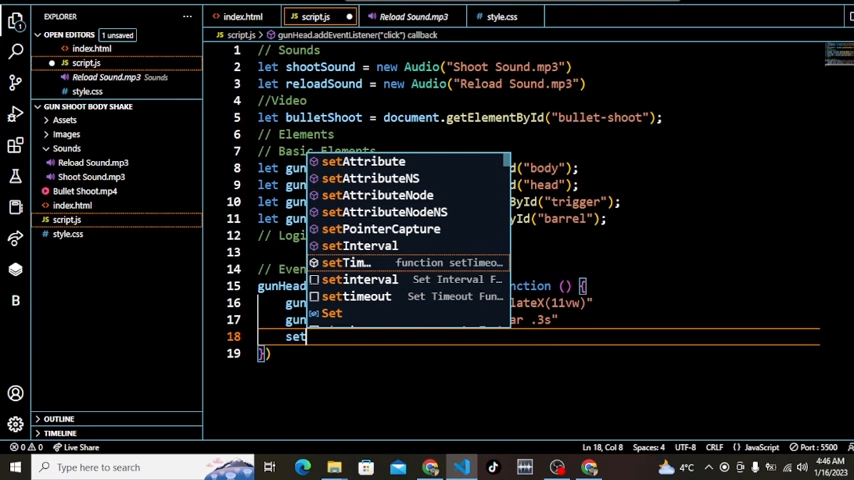 EXPLORER
OPEN EDITORS 1 unsaved
index.html
script.js
Reload Sound.mp3 Sounds
style.css
GUN SHOOT BODY SHAKE
Assets
Images
Sounds
Reload Sound.mp3
Shoot Sound.mp3
Bullet Shoot.mp4
index.html
script.js
style.css
OUTLINE
TIMELINE
index.html script.js Reload Sound.mp3 style.css
script.js > gunHead.addEventListener("click") callback
1 // Sounds
2 let shootSound = new Audio("Shoot Sound.mp3")
3 let reloadSound = new Audio("Reload Sound.mp3")
4 //Video
5 let bulletShoot = document.getElementById("bullet-shoot");
6 // Elements
7 // Basic Elements
8 let gun d("body");
9 let gun d("head");
10 let gun ById("trigger");
11 let gun yId("barrel");
12 // Logi
13
14 // Even
15 gunHead nction () {
16 gun lateX(11vw)"
17 gun ar .3s"
18 set
19 })
setAttribute
setAttributeNS
setAttributeNode
setAttributeNodeNS
setPointerCapture
setInterval
setTim… function setTimeo…
setinterval Set Interval F…
settimeout Set Timeout Fun…
Set
0 0 Live Share Ln 18, Col 8 Spaces: 4 UTF-8 CRLF {} JavaScript Port : 5500
Type here to search 4°C 4:46 AM
1/16/2023